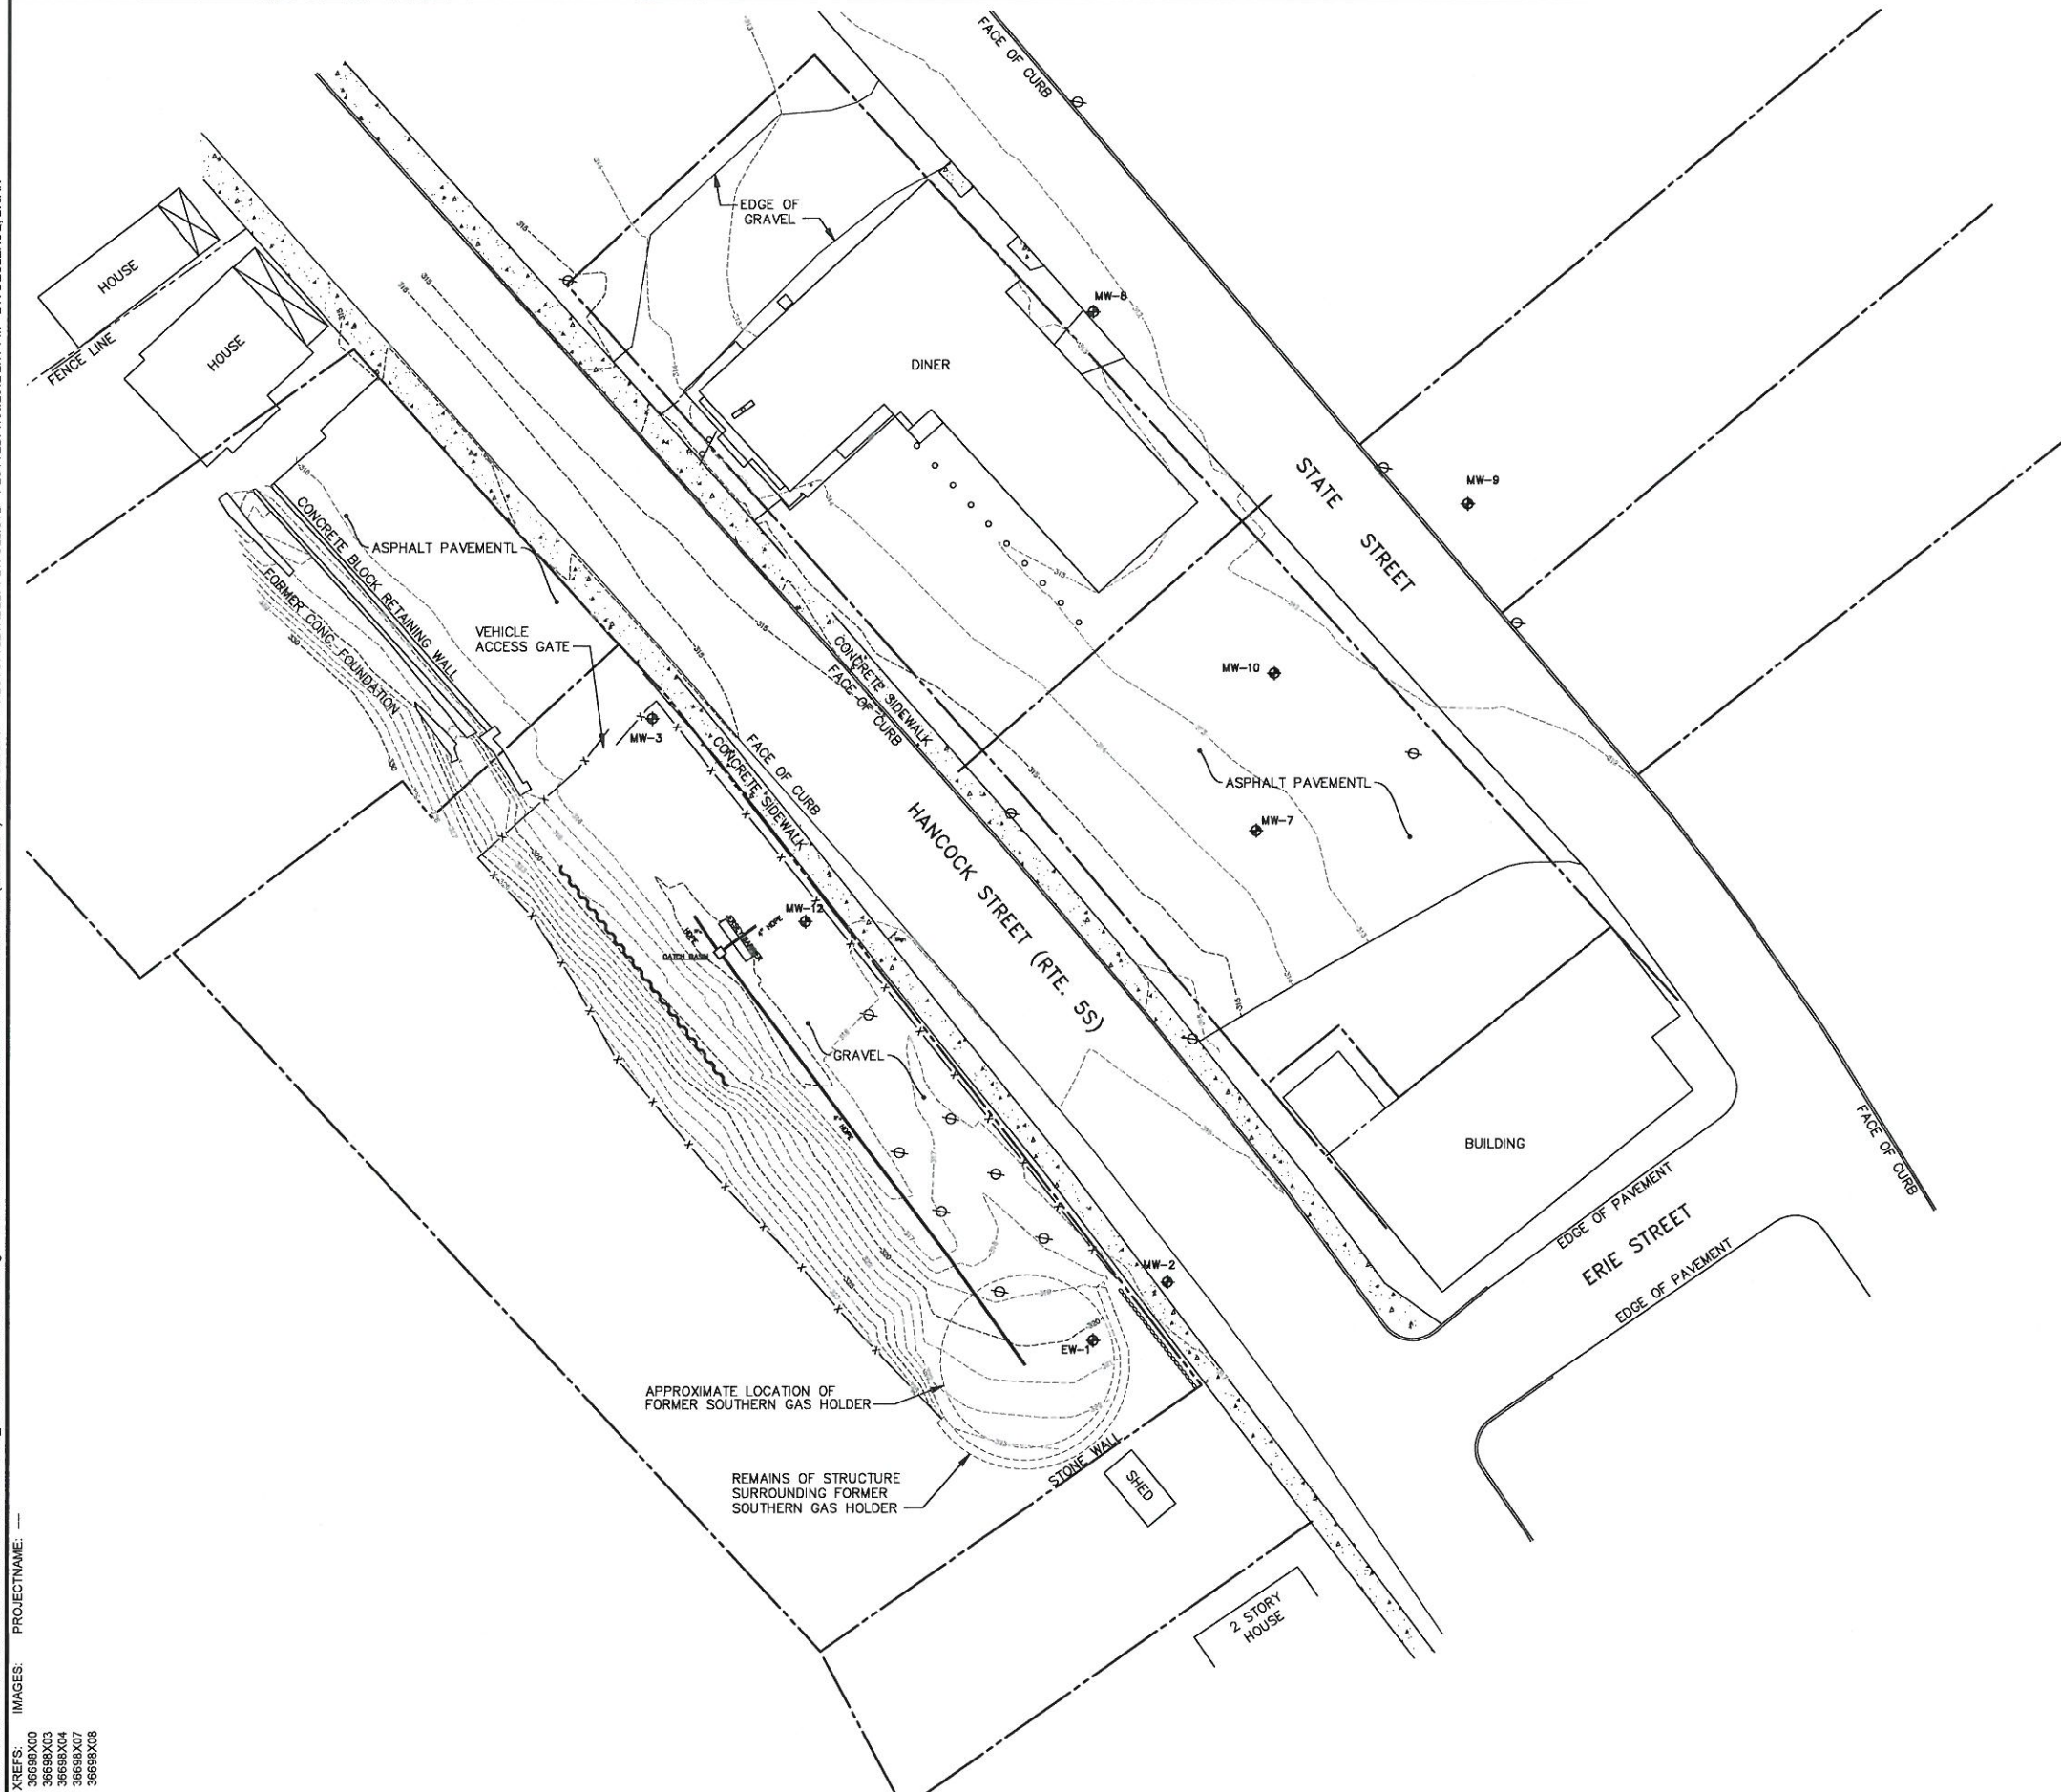 FACE OF CURB
EDGE OF
GRAVEL
HOUSE
FENCE LINE
HOUSE
MW-8
DINER
STATE STREET
MW-9
CONCRETE BLOCK RETAINING WALL
ASPHALT PAVEMENTL
FORMER CONC. FOUNDATION
VEHICLE
ACCESS GATE
CONCRETE SIDEWALK
FACE OF CURB
MW-10
MW-3
FACE OF CURB
CONCRETE SIDEWALK
ASPHALT PAVEMENTL
MW-7
HANCOCK STREET (RTE. 5S)
MW-12
CATCH BASIN
GRAVEL
BUILDING
FACE OF CURB
EDGE OF PAVEMENT
ERIE STREET
EDGE OF PAVEMENT
MW-2
EW-1
APPROXIMATE LOCATION OF
FORMER SOUTHERN GAS HOLDER
STONE WALL
SHED
REMAINS OF STRUCTURE
SURROUNDING FORMER
SOUTHERN GAS HOLDER
2 STORY
HOUSE
XREFS: IMAGES: PROJECTNAME: ---
36698X00
36698X03
36698X04
36698X07
36698X08